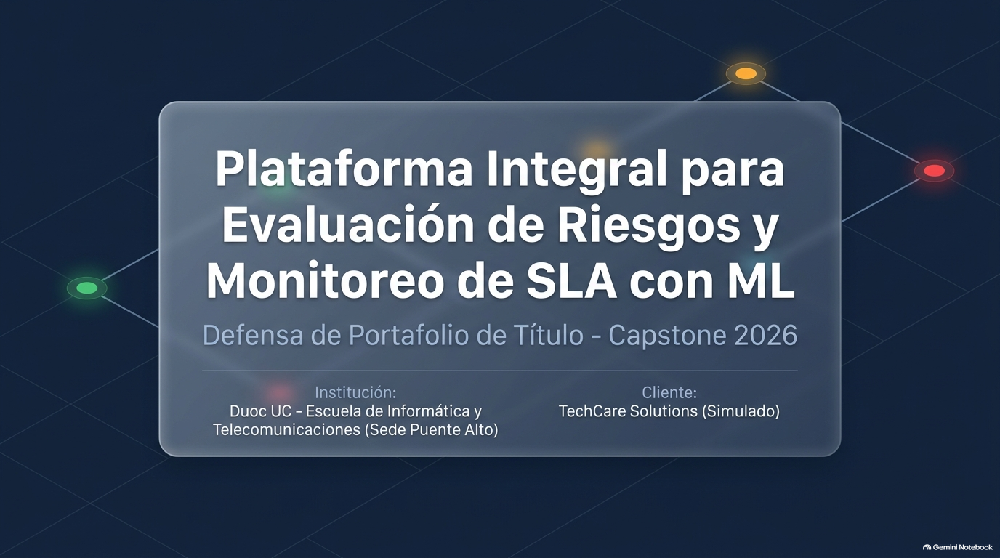 Plataforma Integral para
Evaluación de Riesgos y
Monitoreo de SLA con ML
Defensa de Portafolio de Título - Capstone 2026
Institución:
Duoc UC - Escuela de Informática y
Telecomunicaciones (Sede Puente Alto)
Cliente:
TechCare Solutions (Simulado)
Gemini Notebook